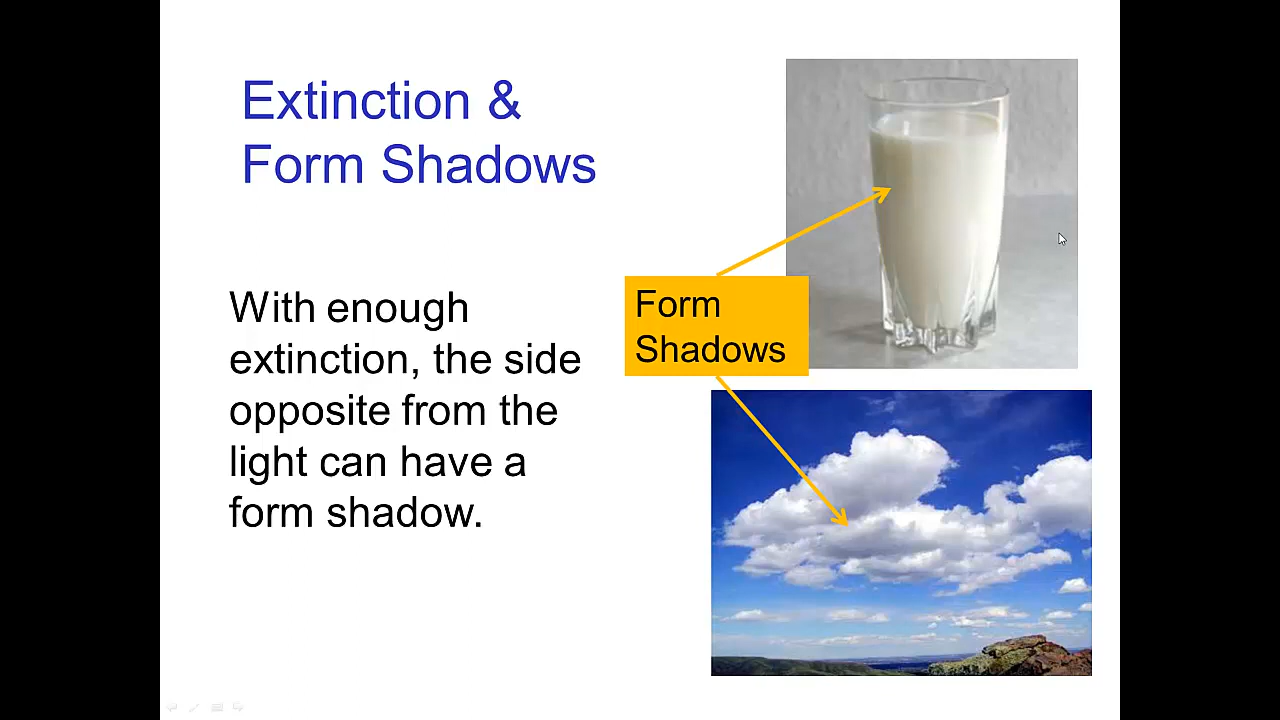 Extinction &
Form Shadows
With enough
extinction, the side
opposite from the
light can have a
form shadow.
Form
Shadows